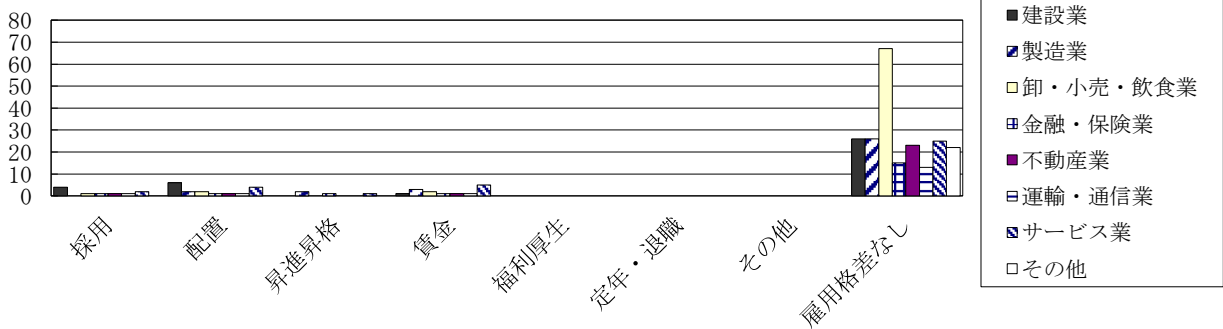 80
70
60
50
40
30
20
10
0
採用
配置
昇進昇格
賃金
福利厚生
定年・退職
その他
雇用格差なし
建設業
製造業
卸・小売・飲食業
金融・保険業
不動産業
運輸・通信業
サービス業
その他